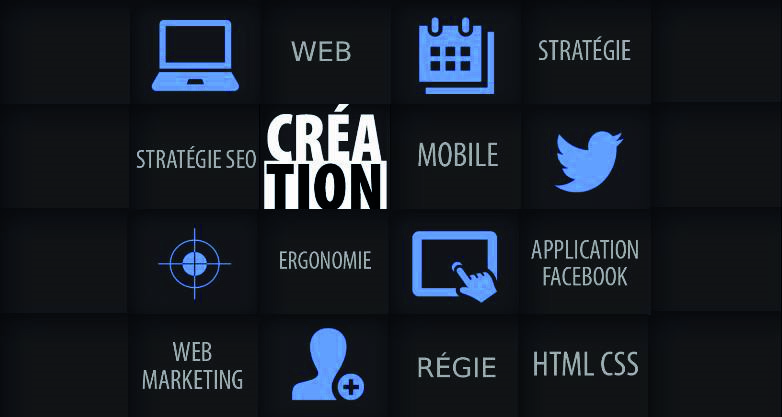 WEB
STRATÉGIE
STRATÉGIE SEO
CRÉA
TION
MOBILE
ERGONOMIE
APPLICATION
FACEBOOK
WEB
MARKETING
RÉGIE
HTML CSS